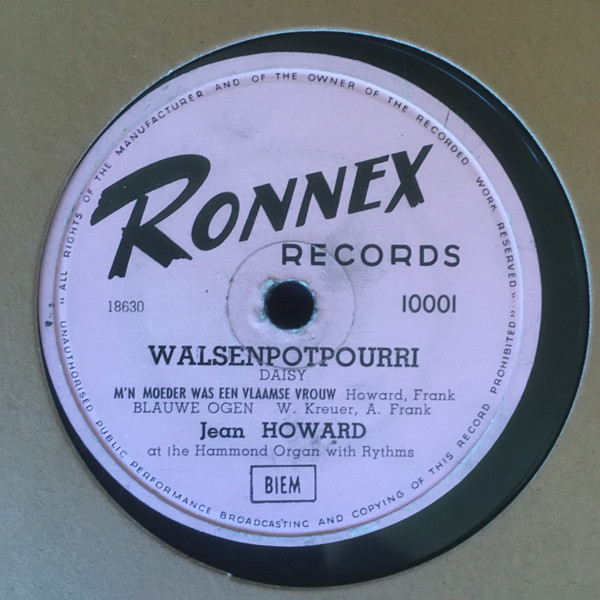 RONNEX
RECORDS
18630
10001
WALSENPOTPOURRI
DAISY
M'N MOEDER WAS EEN VLAAMSE VROUW Howard, Frank
BLAUWE OGEN W. Kreuer, A. Frank
Jean HOWARD
at the Hammond Organ with Rythms
BIEM
"ALL RIGHTS OF THE MANUFACTURER AND OF THE OWNER OF THE RECORDED WORK RESERVED"
UNAUTHORISED PUBLIC PERFORMANCE BROADCASTING AND COPYING OF THIS RECORD PROHIBITED"